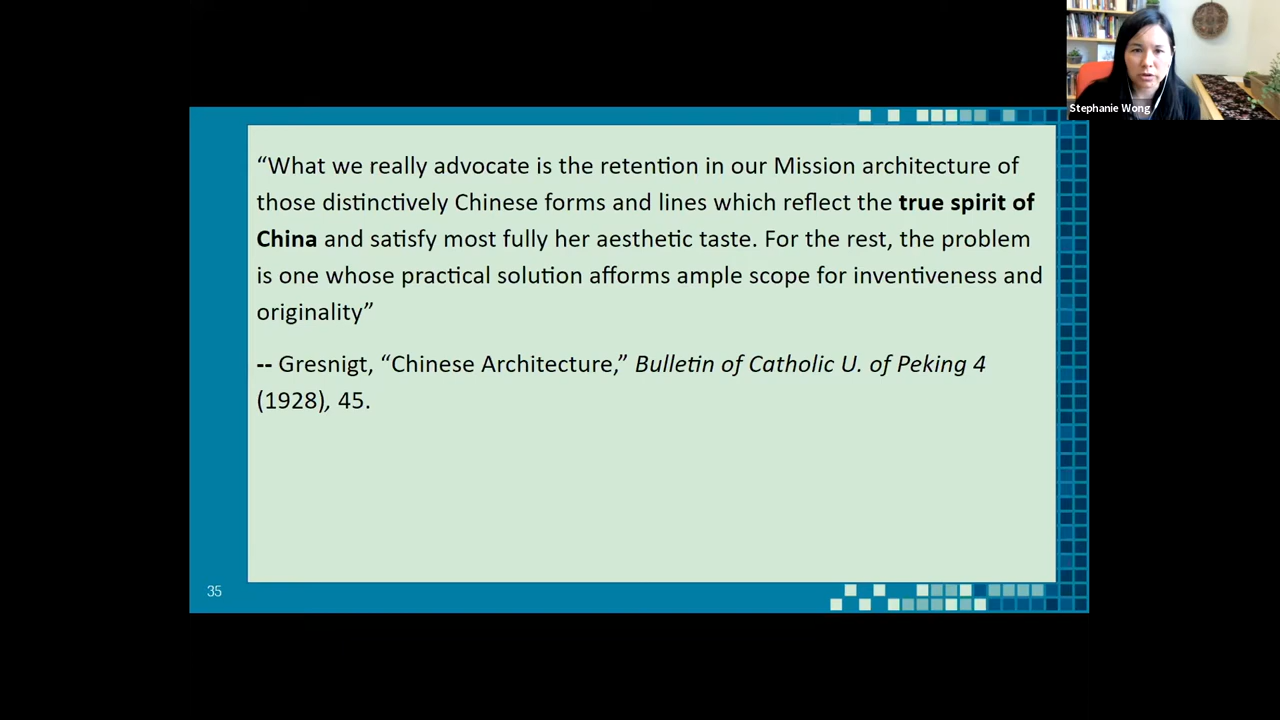 Stephanie Wong
“What we really advocate is the retention in our Mission architecture of
those distinctively Chinese forms and lines which reflect the true spirit of
China and satisfy most fully her aesthetic taste. For the rest, the problem
is one whose practical solution afforms ample scope for inventiveness and
originality”
-- Gresnigt, “Chinese Architecture,” Bulletin of Catholic U. of Peking 4
(1928), 45.
35